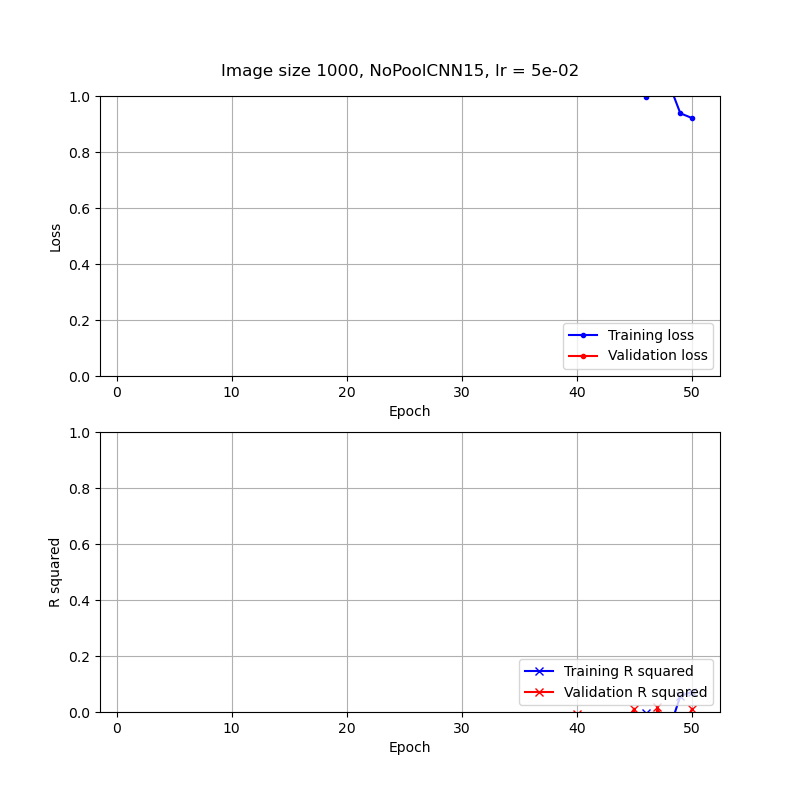 Image size 1000, NoPoolCNN15, lr = 5e-02
1.0
0.8
0.6
0.4
0.2
0.0
Loss
Training loss
Validation loss
0 10 20 30 40 50
Epoch
1.0
0.8
0.6
0.4
0.2
0.0
R squared
Training R squared
Validation R squared
0 10 20 30 40 50
Epoch